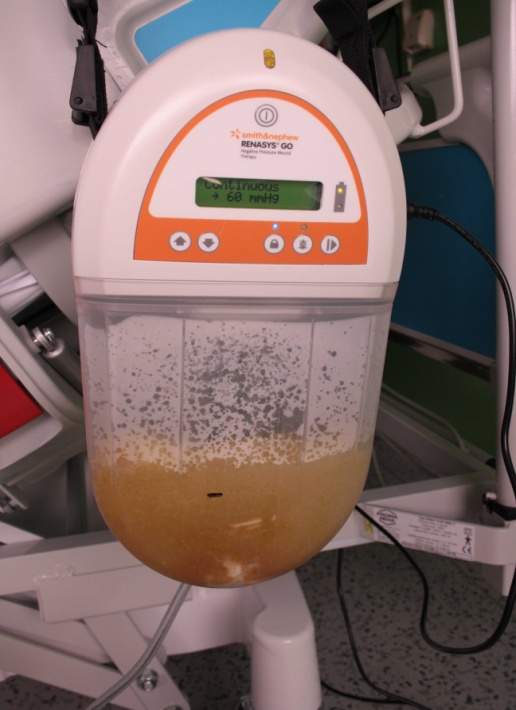 smith&nephew
RENASYS® GO
Negative Pressure Wound
Therapy
Continuous
→ 60 mmHg